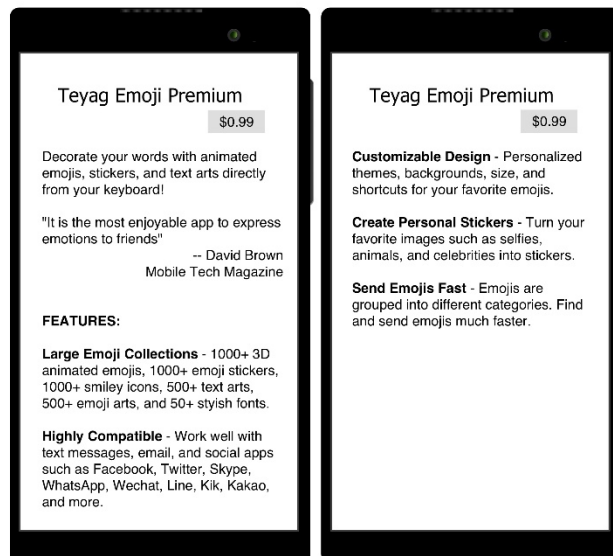 Teyag Emoji Premium
$0.99
Decorate your words with animated
emojis, stickers, and text arts directly
from your keyboard!
"It is the most enjoyable app to express
emotions to friends"
-- David Brown
Mobile Tech Magazine
FEATURES:
Large Emoji Collections - 1000+ 3D
animated emojis, 1000+ emoji stickers,
1000+ smiley icons, 500+ text arts,
500+ emoji arts, and 50+ styish fonts.
Highly Compatible - Work well with
text messages, email, and social apps
such as Facebook, Twitter, Skype,
WhatsApp, Wechat, Line, Kik, Kakao,
and more.
Teyag Emoji Premium
$0.99
Customizable Design - Personalized
themes, backgrounds, size, and
shortcuts for your favorite emojis.
Create Personal Stickers - Turn your
favorite images such as selfies,
animals, and celebrities into stickers.
Send Emojis Fast - Emojis are
grouped into different categories. Find
and send emojis much faster.